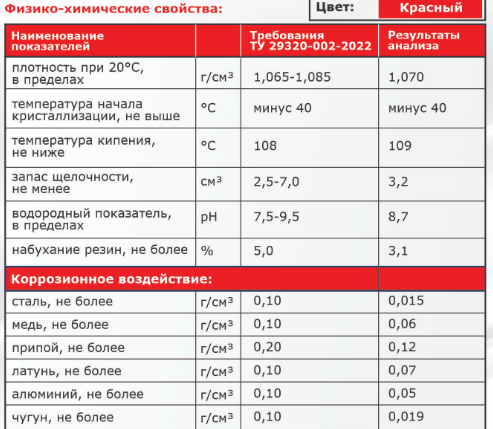 Физико-химические свойства:
Цвет: Красный
Наименование показателей Требования ТУ 29320-002-2022 Результаты анализа
плотность при 20°С, в пределах г/см³ 1,065-1,085 1,070
температура начала кристаллизации, не выше °С минус 40 минус 40
температура кипения, не ниже °С 108 109
запас щелочности, не менее см³ 2,5-7,0 3,2
водородный показатель, в пределах pH 7,5-9,5 8,7
набухание резин, не более % 5,0 3,1
Коррозионное воздействие:
сталь, не более г/см³ 0,10 0,015
медь, не более г/см³ 0,10 0,06
припой, не более г/см³ 0,20 0,12
латунь, не более г/см³ 0,10 0,07
алюминий, не более г/см³ 0,10 0,05
чугун, не более г/см³ 0,10 0,019